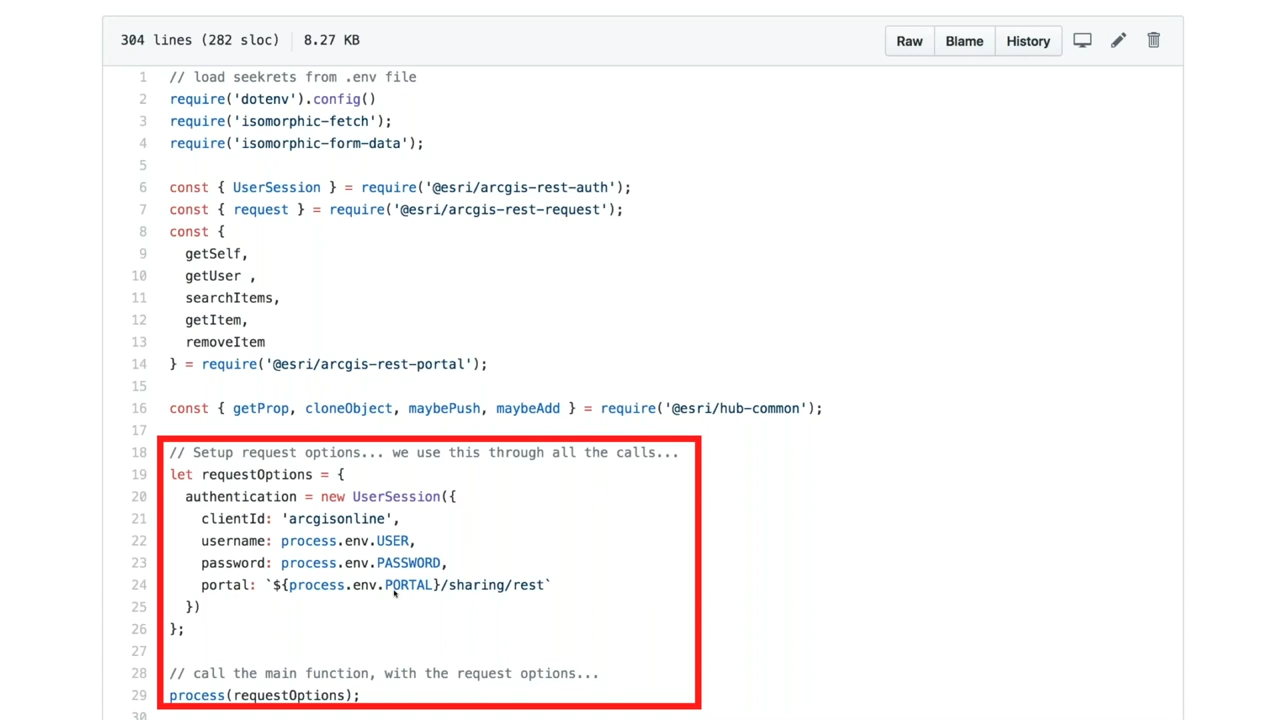 304 lines (282 sloc) 8.27 KB Raw Blame History
1 // load seekrets from .env file
2 require('dotenv').config()
3 require('isomorphic-fetch');
4 require('isomorphic-form-data');
5
6 const { UserSession } = require('@esri/arcgis-rest-auth');
7 const { request } = require('@esri/arcgis-rest-request');
8 const {
9 getSelf,
10 getUser ,
11 searchItems,
12 getItem,
13 removeItem
14 } = require('@esri/arcgis-rest-portal');
15
16 const { getProp, cloneObject, maybePush, maybeAdd } = require('@esri/hub-common');
17
18 // Setup request options... we use this through all the calls...
19 let requestOptions = {
20 authentication = new UserSession({
21 clientId: 'arcgisonline',
22 username: process.env.USER,
23 password: process.env.PASSWORD,
24 portal: `${process.env.PORTAL}/sharing/rest`
25 })
26 };
27
28 // call the main function, with the request options...
29 process(requestOptions);
30